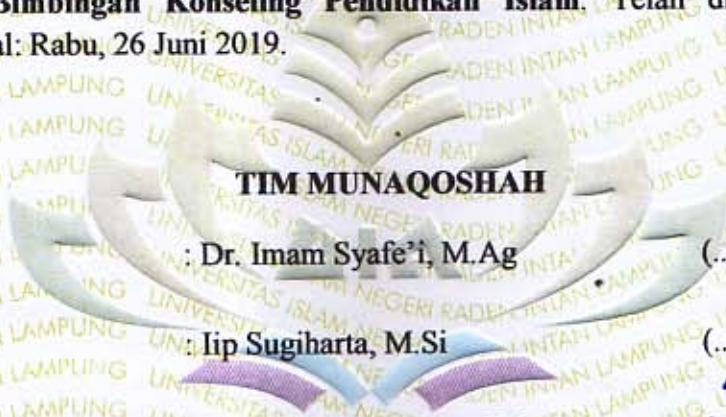 Bimbingan Konseling Pendidikan Islam. Telah
al: Rabu, 26 Juni 2019.
TIM MUNAQOSHAH
: Dr. Imam Syafe'i, M.Ag (..
: Iip Sugiharta, M.Si (..